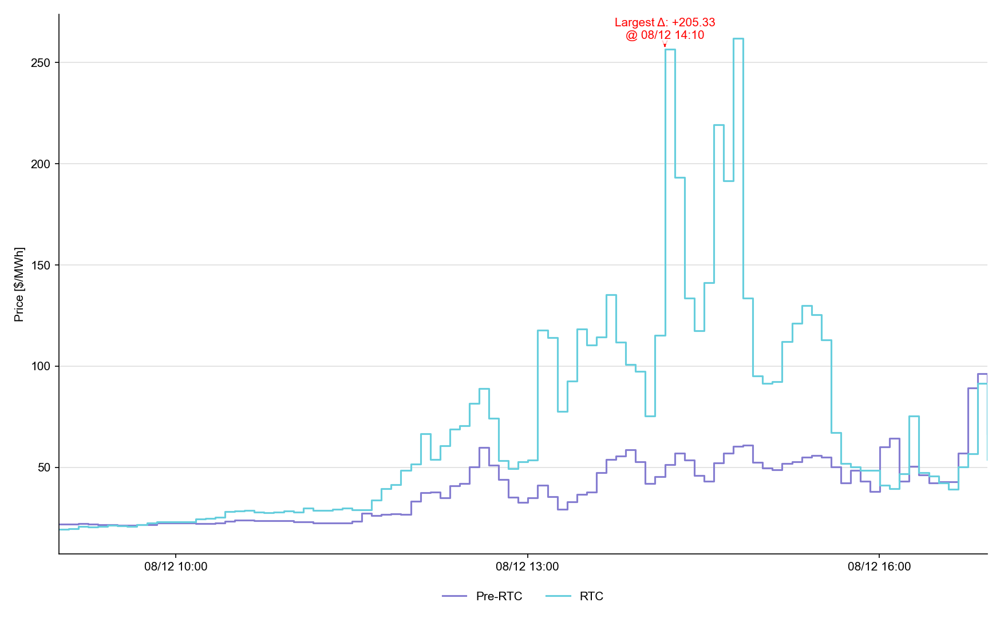 Largest Δ: +205.33
@ 08/12 14:10
250
200
150
100
50
Price [$/MWh]
08/12 10:00
08/12 13:00
08/12 16:00
Pre-RTC
RTC